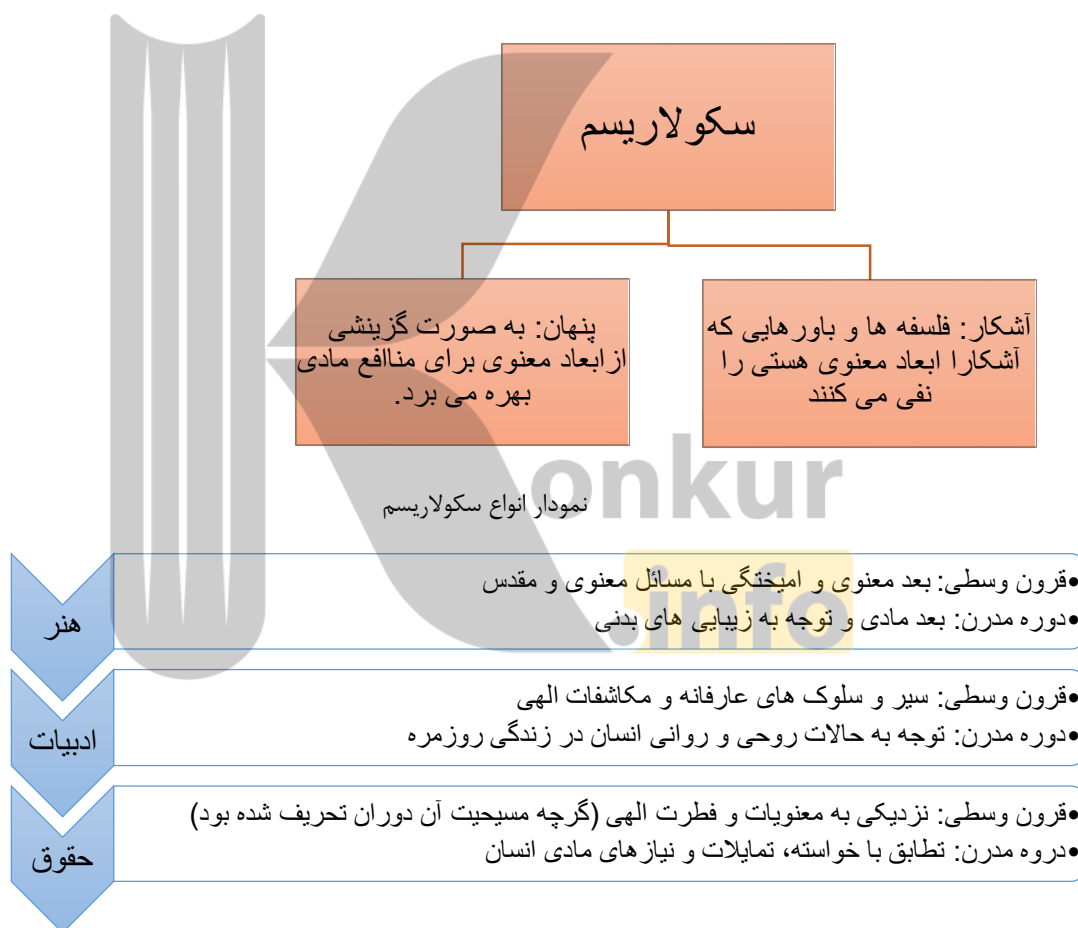 سکولاریسم
آشکار: فلسفه ها و باورهایی که
آشکارا ابعاد معنوی هستی را
نفی می کنند
پنهان: به صورت گزینشی
ازابعاد معنوی برای مناافع مادی
بهره می برد.
onkur
.info
نمودار انواع سکولاریسم
هنر
•قرون وسطی: بعد معنوی و امیختگی با مسائل معنوی و مقدس
•دوره مدرن: بعد مادی و توجه به زیبایی های بدنی
ادبیات
•قرون وسطی: سیر و سلوک های عارفانه و مکاشفات الهی
•دوره مدرن: توجه به حالات روحی و روانی انسان در زندگی روزمره
حقوق
•قرون وسطی: نزدیکی به معنویات و فطرت الهی (گرچه مسیحیت آن دوران تحریف شده بود)
•دروه مدرن: تطابق با خواسته، تمایلات و نیازهای مادی انسان